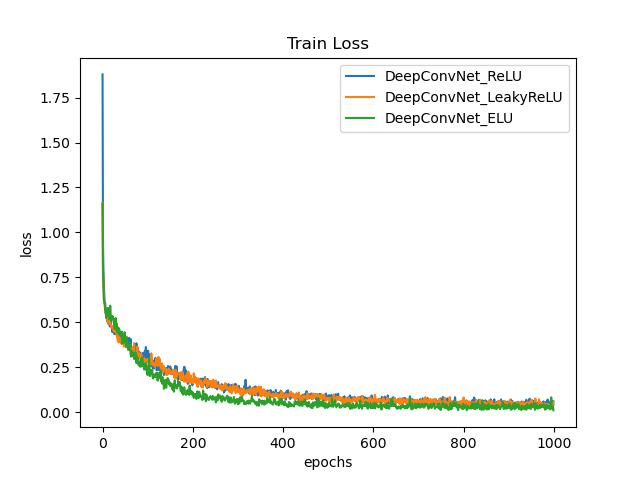 Train Loss
DeepConvNet_ReLU
DeepConvNet_LeakyReLU
DeepConvNet_ELU
1.75
1.50
1.25
1.00
0.75
0.50
0.25
0.00
loss
0 200 400 600 800 1000
epochs